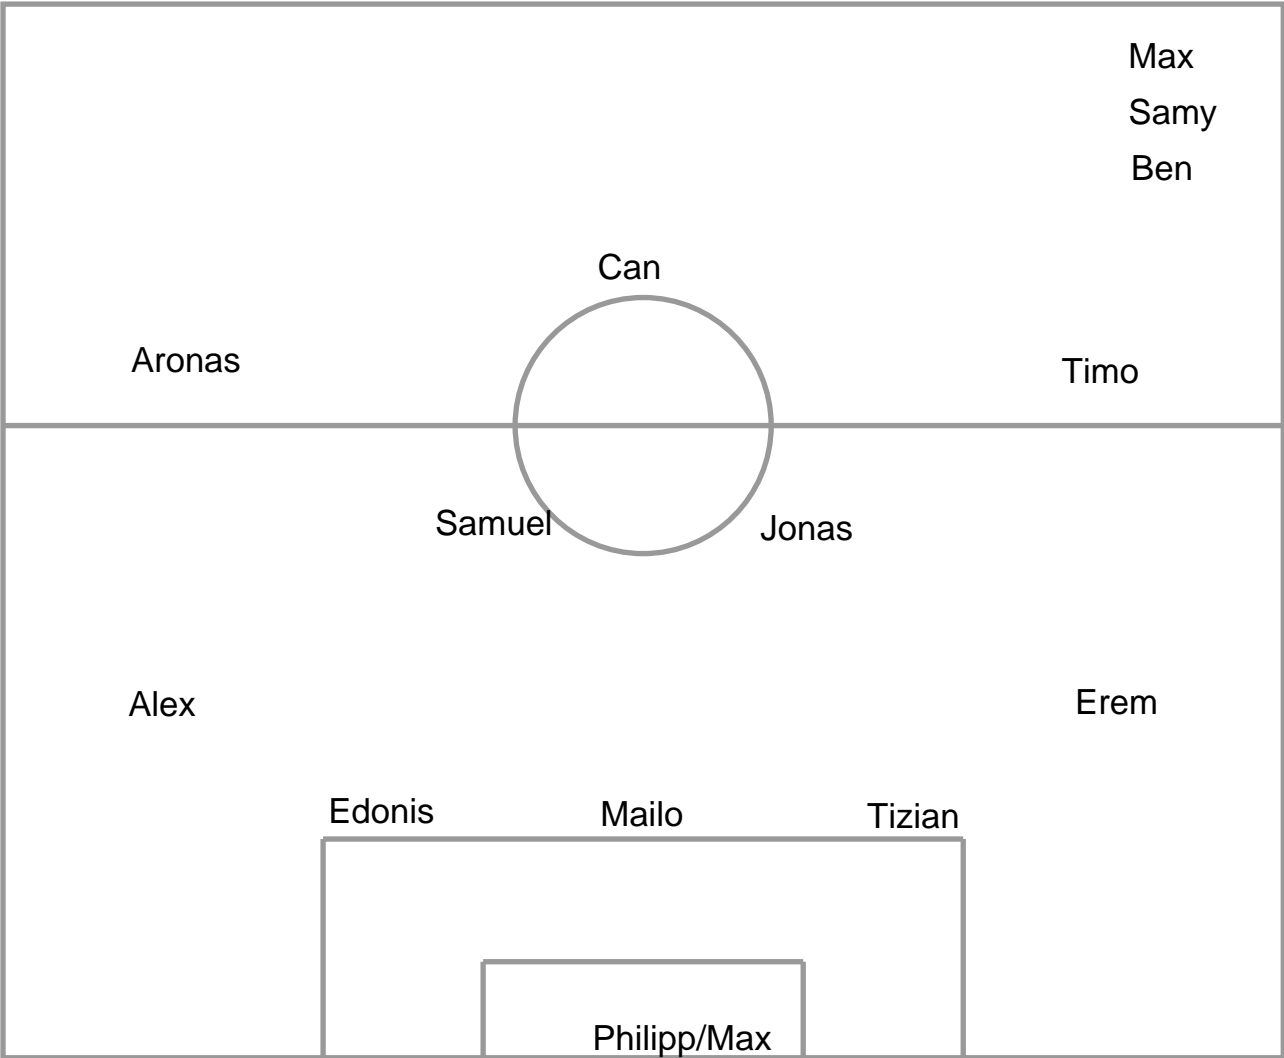 Max
Samy
Ben
Can
Aronas
Timo
Samuel
Jonas
Alex
Erem
Edonis
Mailo
Tizian
Philipp/Max